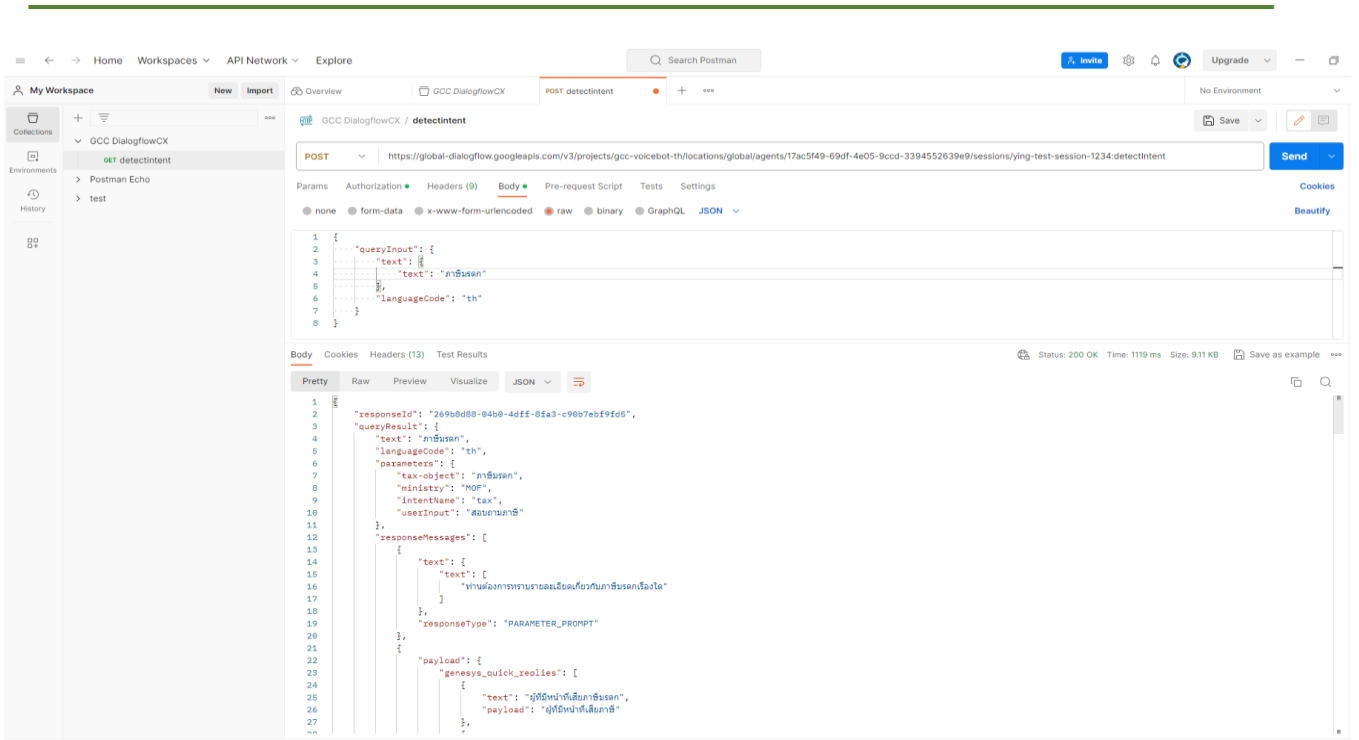 Home Workspaces API Network Explore Search Postman Invite Upgrade
My Workspace New Import Overview GCC DialogflowCX POST detectintent No Environment
Collections
GCC DialogflowCX / detectintent Save
GCC DialogflowCX
GET detectintent
POST https://global-dialogflow.googleapis.com/v3/projects/gcc-voicebot-th/locations/global/agents/17ac5f49-69df-4e05-9ccd-3394552639e9/sessions/ying-test-session-1234:detectIntent Send
Environments
Postman Echo
Params Authorization Headers (9) Body Pre-request Script Tests Settings Cookies
test
History
none form-data x-www-form-urlencoded raw binary GraphQL JSON Beautify
1 {
2 "queryInput": {
3 "text": {
4 "text": "ภาษีมรดก"
5 },
6 "languageCode": "th"
7 }
8 }
Body Cookies Headers (13) Test Results Status: 200 OK Time: 1119 ms Size: 9.11 KB Save as example
Pretty Raw Preview Visualize JSON
1 {
2 "responseId": "269b8d88-04b0-4dff-8fa3-c90b7ebf9fd5",
3 "queryResult": {
4 "text": "ภาษีมรดก",
5 "languageCode": "th",
6 "parameters": {
7 "tax-object": "ภาษีมรดก",
8 "ministry": "MOF",
9 "intentName": "tax",
10 "userInput": "สอบถามภาษี"
11 },
12 "responseMessages": [
13 {
14 "text": {
15 "text": [
16 "ท่านต้องการทราบรายละเอียดเกี่ยวกับภาษีมรดกเรื่องใด"
17 ]
18 },
19 "responseType": "PARAMETER_PROMPT"
20 },
21 {
22 "payload": {
23 "genesys_quick_replies": [
24 {
25 "text": "ผู้ที่มีหน้าที่เสียภาษีมรดก",
26 "payload": "ผู้ที่มีหน้าที่เสียภาษี"
27 },